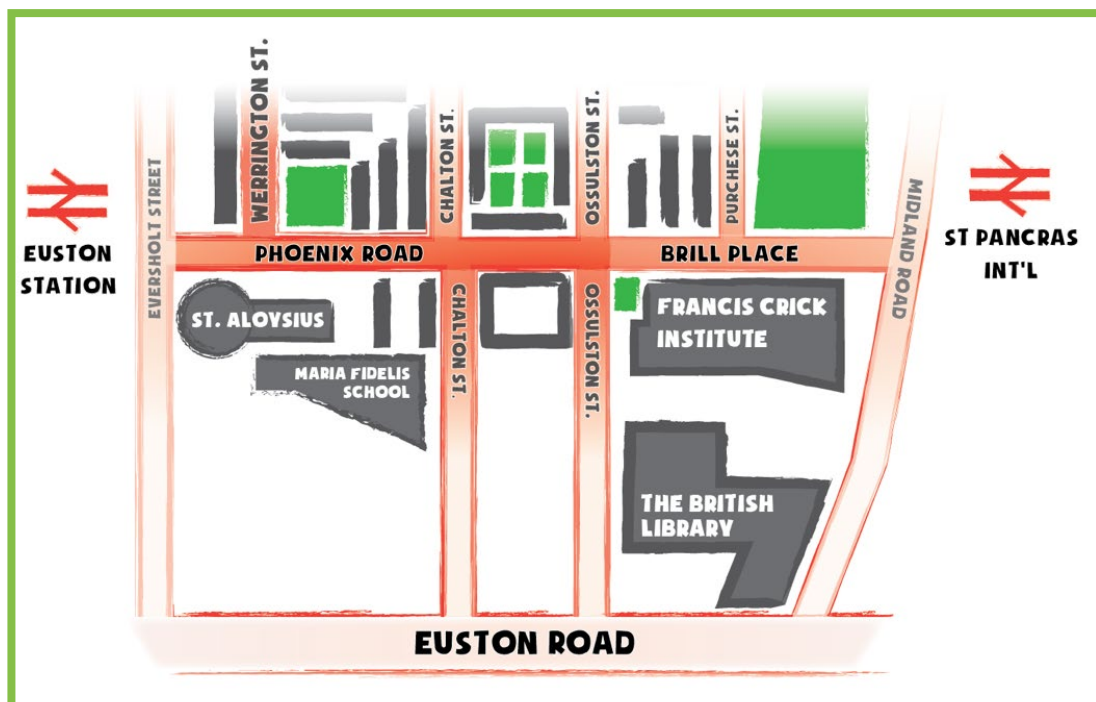 WERRINGTON ST.
CHALTON ST.
OSSULSTON ST.
PURCHESE ST.
EVERSHOLT STREET
MIDLAND ROAD
EUSTON
STATION
ST PANCRAS
INT'L
PHOENIX ROAD
BRILL PLACE
ST. ALOYSIUS
MARIA FIDELIS
SCHOOL
CHALTON ST.
OSSULSTON ST.
FRANCIS CRICK
INSTITUTE
THE BRITISH
LIBRARY
EUSTON ROAD